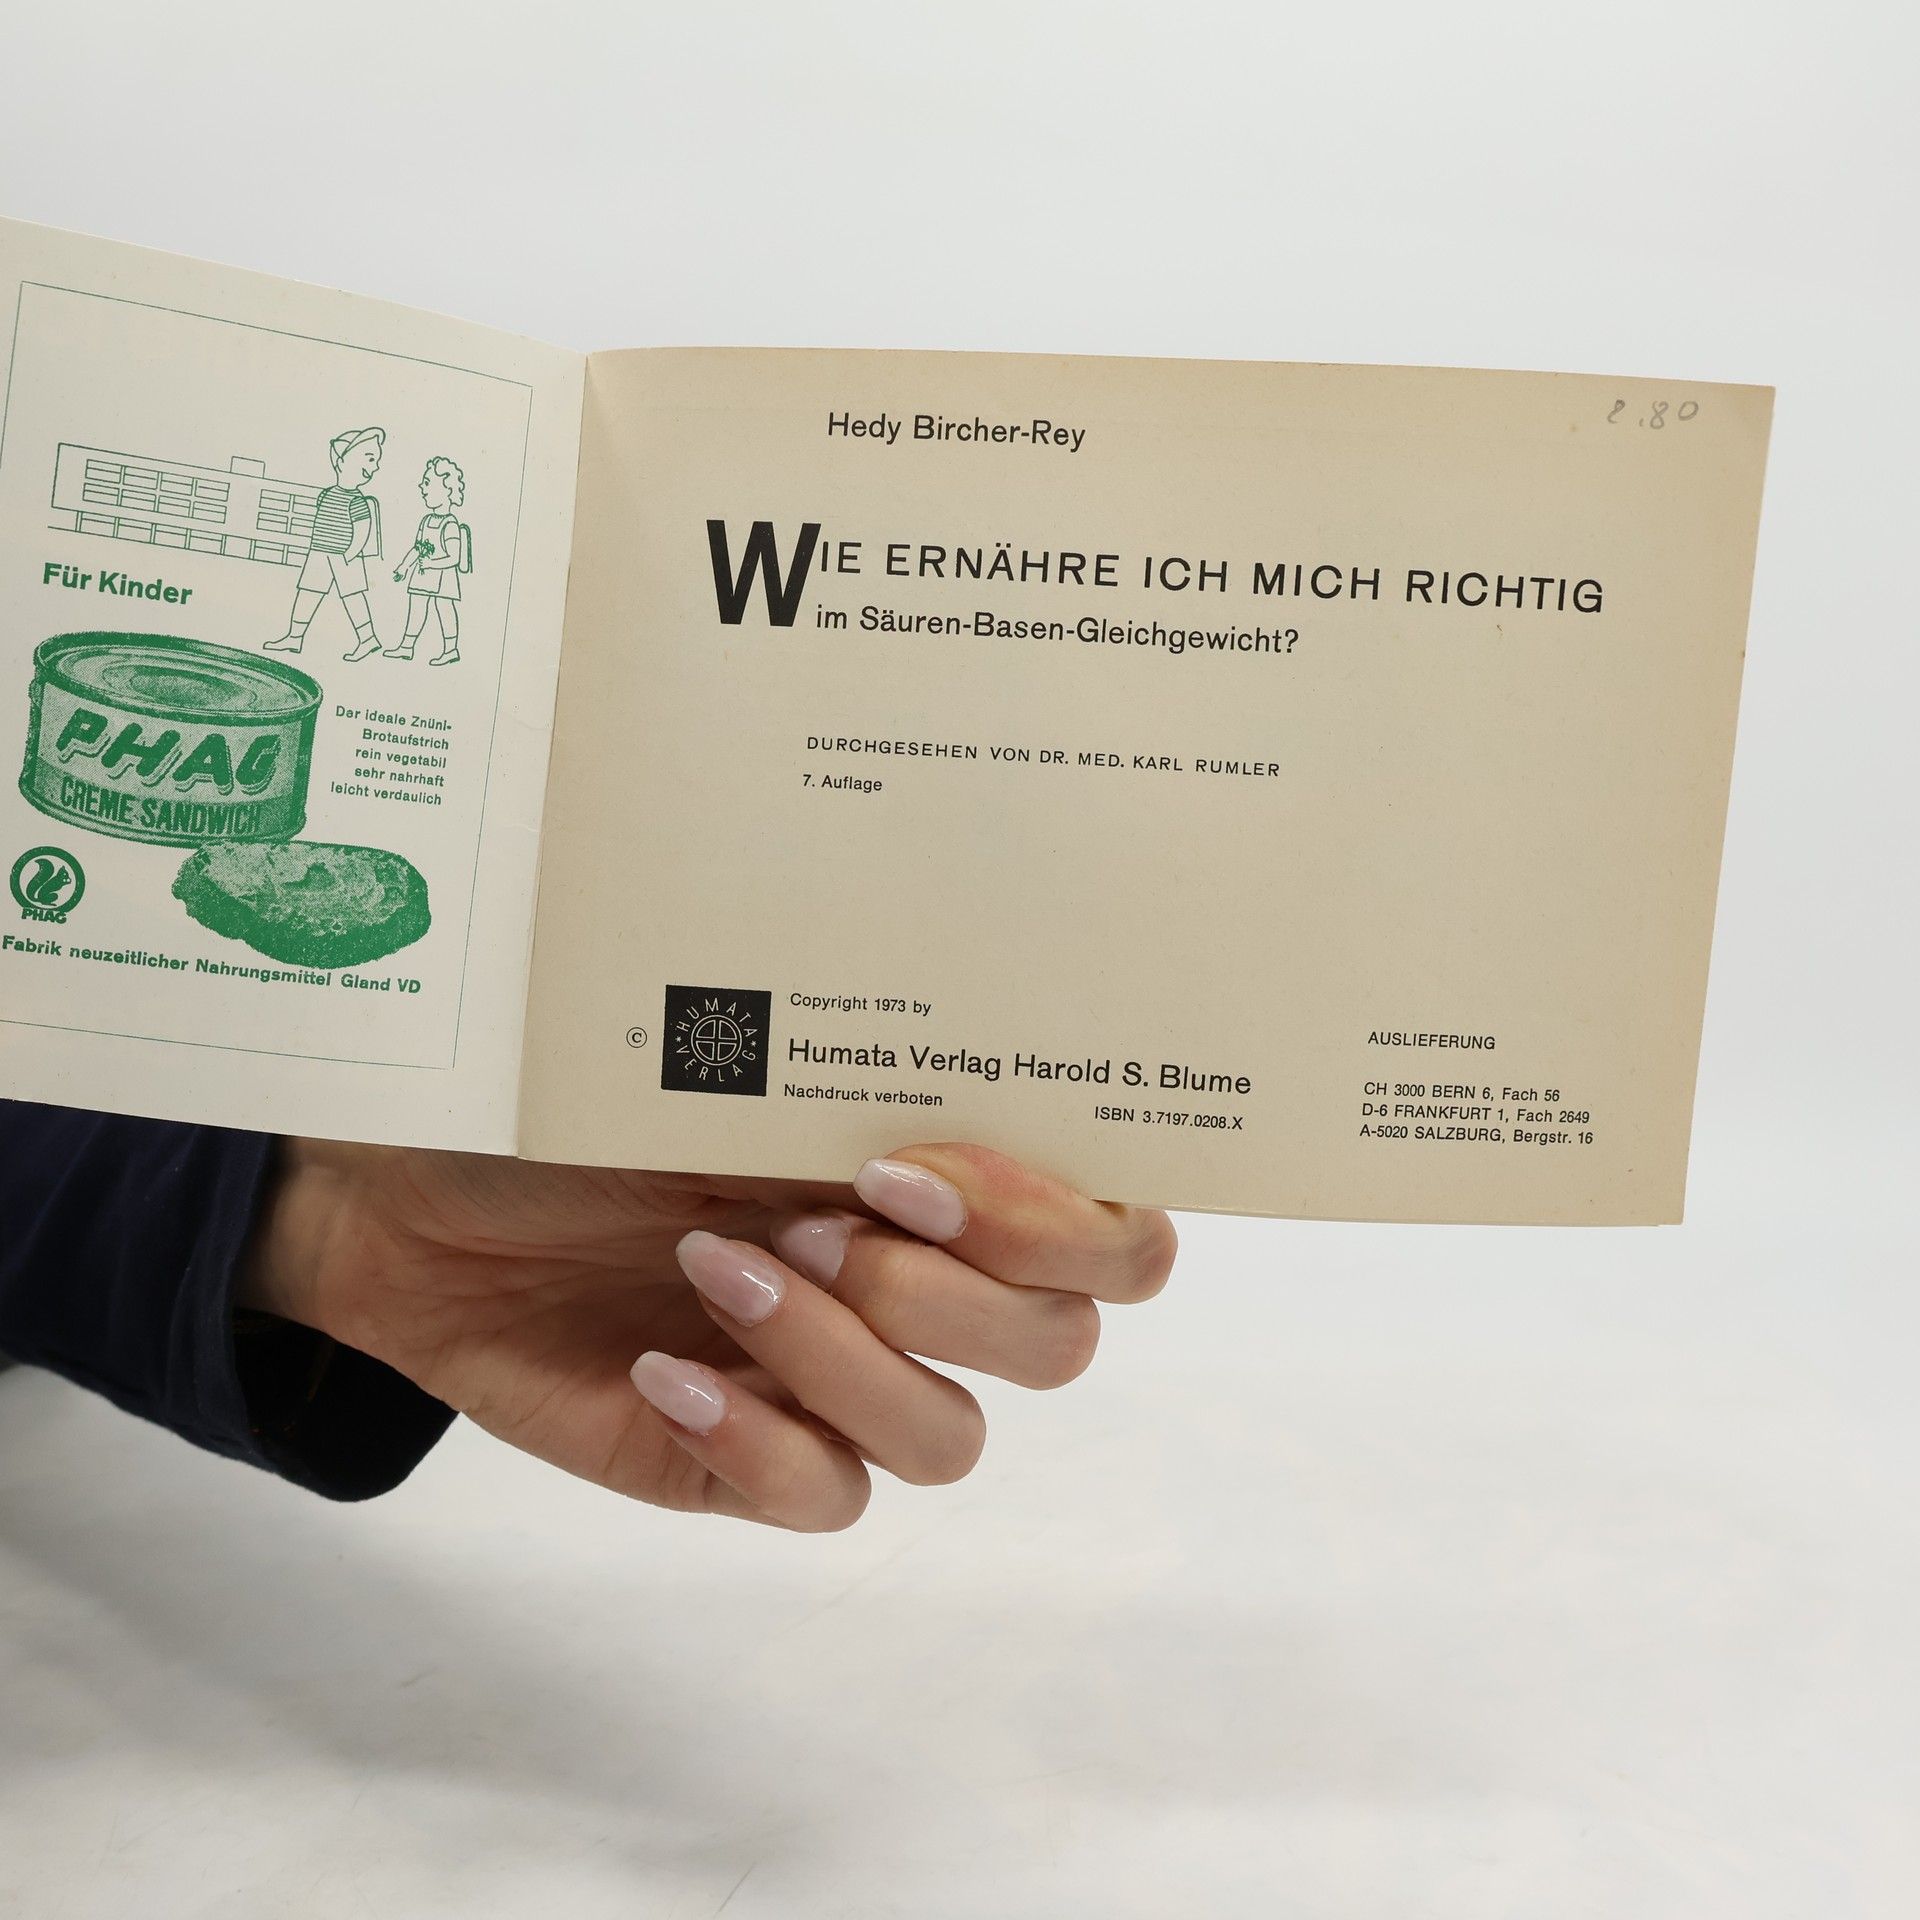 Für Kinder
PHAG
CREME SANDWICH
Der ideale Znüni-
Brotaufstrich
rein vegetabil
sehr nahrhaft
leicht verdaulich
PHAG
Fabrik neuzeitlicher Nahrungsmittel Gland VD
2.80
Hedy Bircher-Rey
WIE ERNÄHRE ICH MICH RICHTIG
im Säuren-Basen-Gleichgewicht?
DURCHGESEHEN VON DR. MED. KARL RUMLER
7. Auflage
©
HUMATA VERLAG
Copyright 1973 by
Humata Verlag Harold S. Blume
Nachdruck verboten
ISBN 3.7197.0208.X
AUSLIEFERUNG
CH 3000 BERN 6, Fach 56
D-6 FRANKFURT 1, Fach 2649
A-5020 SALZBURG, Bergstr. 16